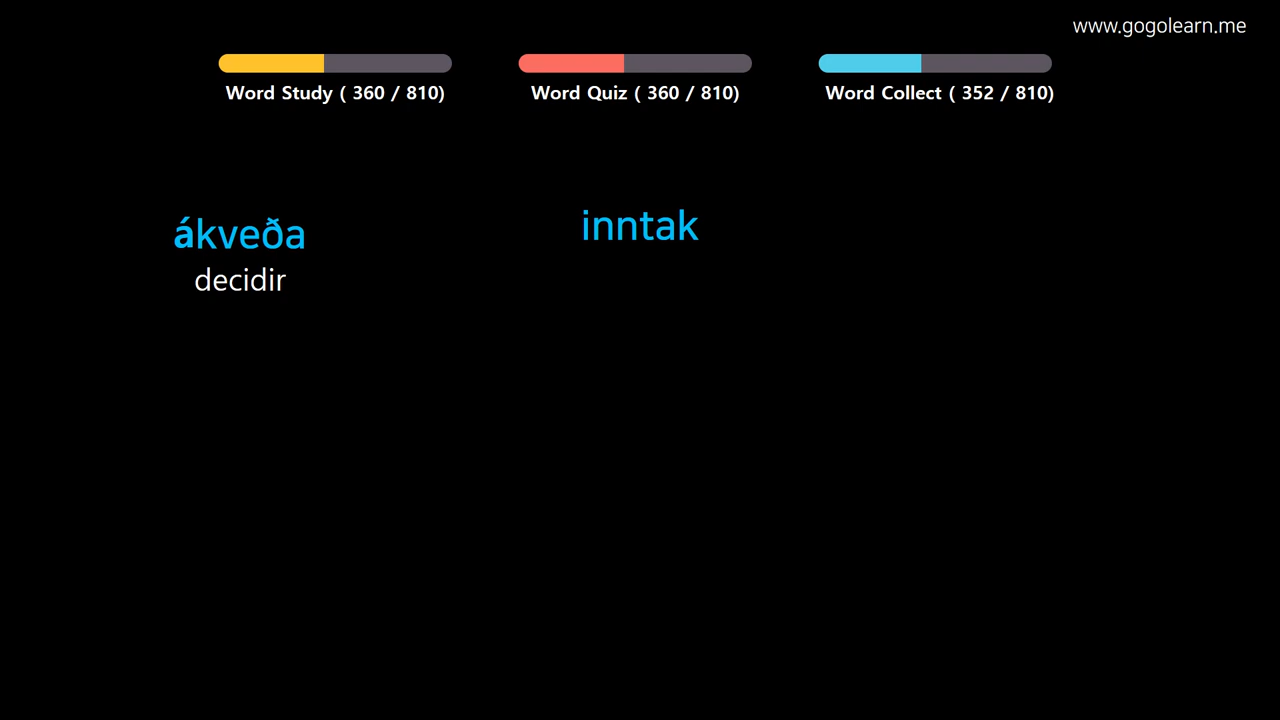 www.gogolearn.me
Word Study ( 360 / 810)
Word Quiz ( 360 / 810)
Word Collect ( 352 / 810)
ákveða
decidir
inntak